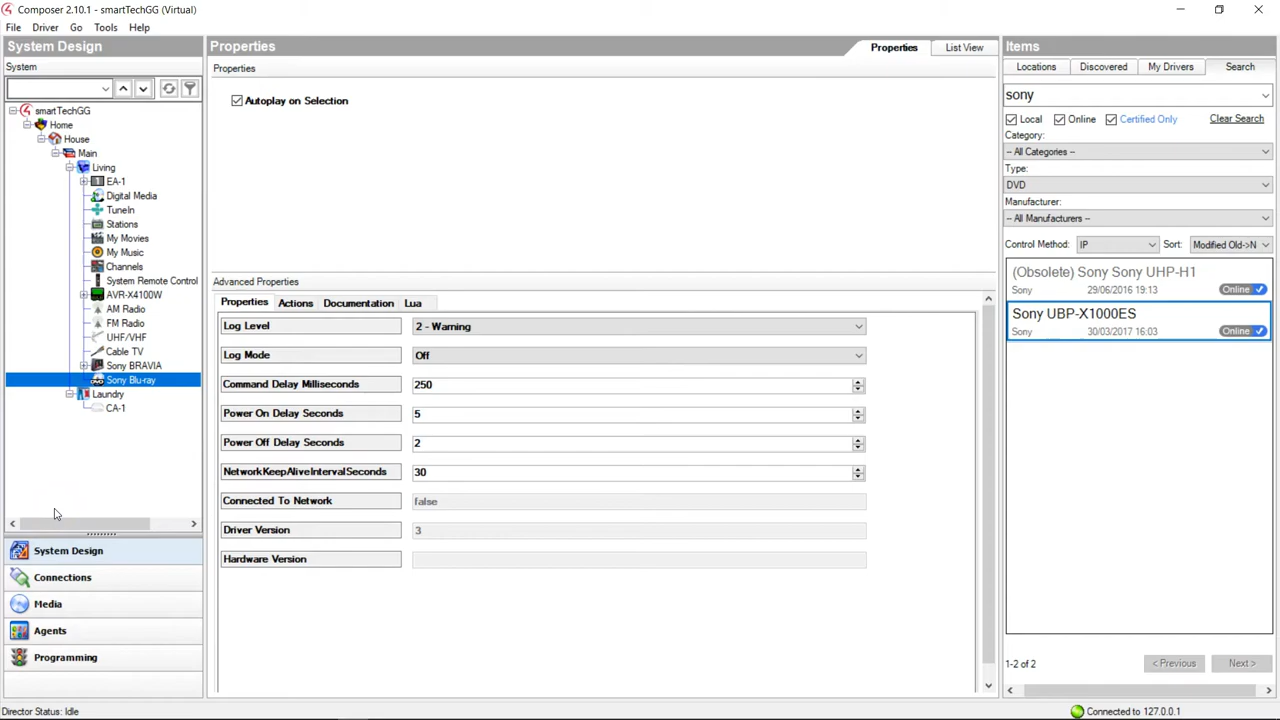 Composer 2.10.1 - smartTechGG (Virtual)
File Driver Go Tools Help
System Design
System
smartTechGG
Home
House
Main
Living
EA-1
Digital Media
TuneIn
Stations
My Movies
My Music
Channels
System Remote Control
AVR-X4100W
AM Radio
FM Radio
UHF/VHF
Cable TV
Sony BRAVIA
Sony Blu-ray
Laundry
CA-1
System Design
Connections
Media
Agents
Programming
Director Status: Idle
Properties
Properties List View
Properties
Autoplay on Selection
Advanced Properties
Properties Actions Documentation Lua
Log Level 2 - Warning
Log Mode Off
Command Delay Milliseconds 250
Power On Delay Seconds 5
Power Off Delay Seconds 2
NetworkKeepAliveIntervalSeconds 30
Connected To Network false
Driver Version 3
Hardware Version
Items
Locations Discovered My Drivers Search
sony
Local Online Certified Only Clear Search
Category:
-- All Categories --
Type:
DVD
Manufacturer:
-- All Manufacturers --
Control Method: IP Sort: Modified Old->N
(Obsolete) Sony Sony UHP-H1
Sony 29/06/2016 19:13 Online
Sony UBP-X1000ES
Sony 30/03/2017 16:03 Online
1-2 of 2 < Previous Next >
Connected to 127.0.0.1